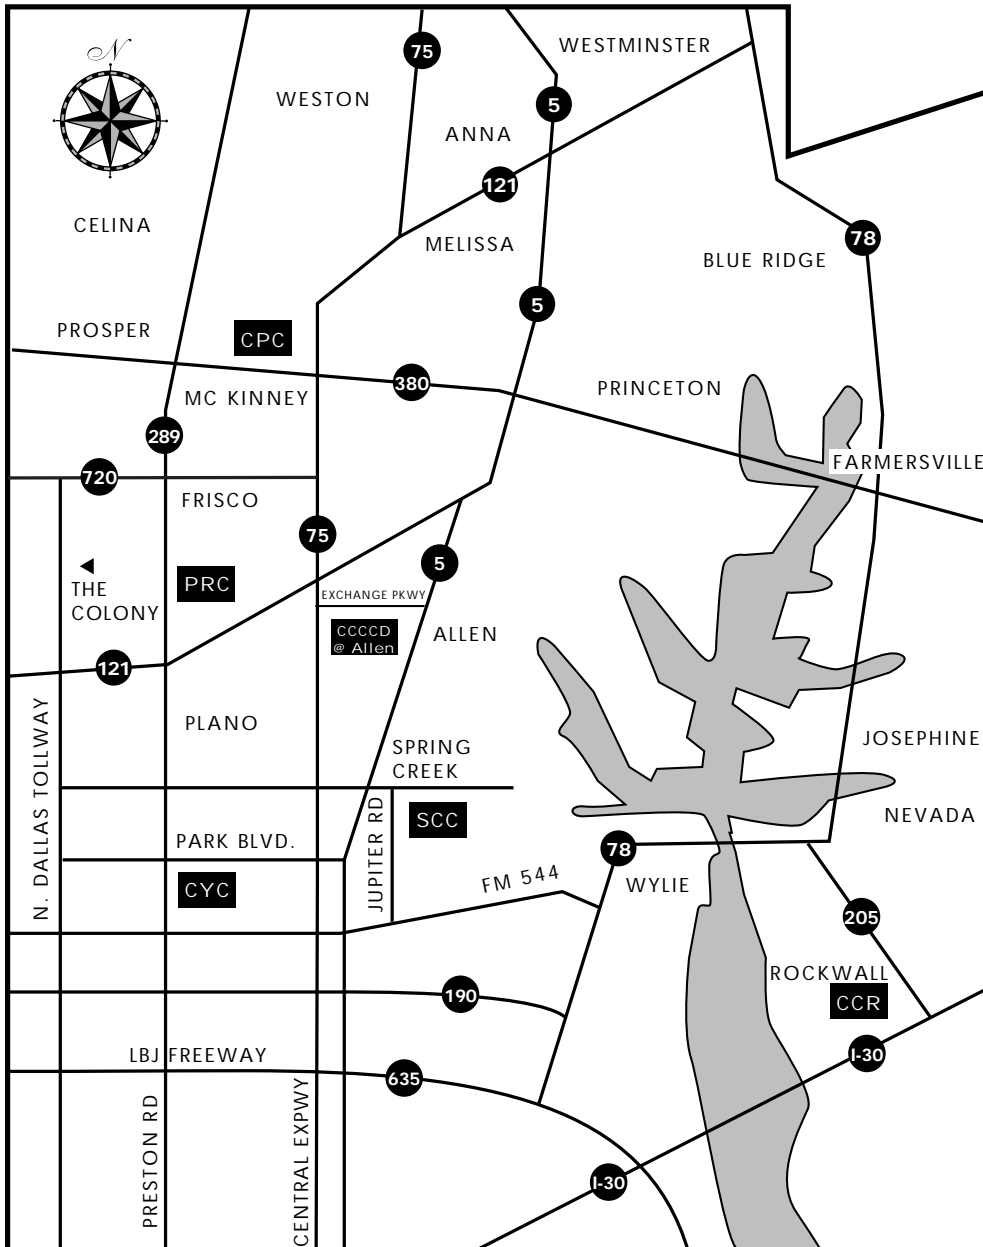 N
75
WESTMINSTER
WESTON
5
ANNA
121
CELINA
78
MELISSA
BLUE RIDGE
5
PROSPER
CPC
380
PRINCETON
MC KINNEY
289
FARMERSVILLE
720
FRISCO
75
5
THE
COLONY
PRC
EXCHANGE PKWY
CCCCD
@ Allen
ALLEN
121
N. DALLAS TOLLWAY
PLANO
SPRING
CREEK
JOSEPHINE
JUPITER RD
SCC
NEVADA
PARK BLVD.
78
FM 544
WYLIE
CYC
205
ROCKWALL
190
CCR
LBJ FREEWAY
I-30
635
PRESTON RD
CENTRAL EXPWY
I-30